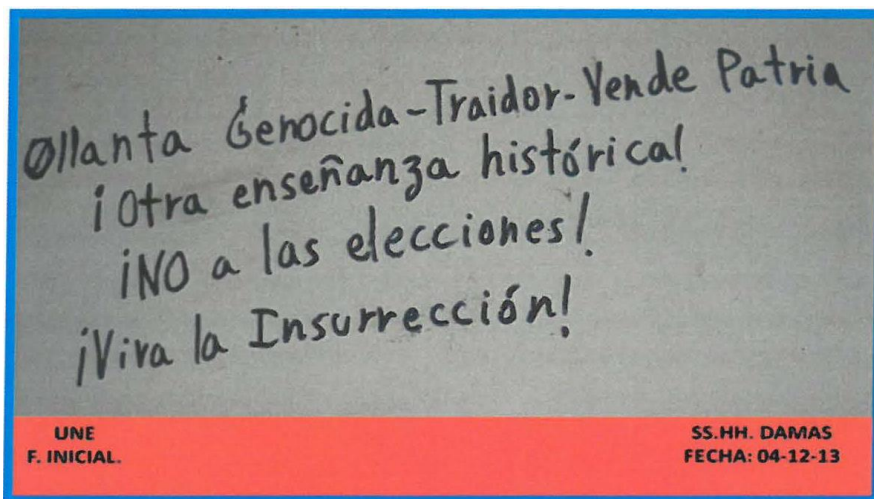 Ollanta Genocida-Traidor-Vende Patria
¡Otra enseñanza histórica!
¡NO a las elecciones!
¡Viva la Insurrección!
UNE
F. INICIAL.
SS.HH. DAMAS
FECHA: 04-12-13